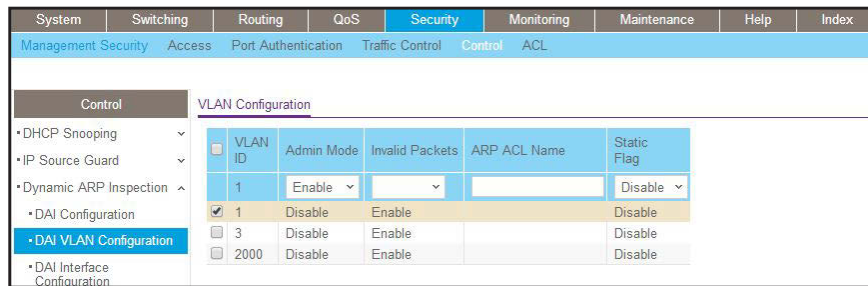 System Switching Routing QoS Security Monitoring Maintenance Help Index
Management Security Access Port Authentication Traffic Control Control ACL
Control
DHCP Snooping
IP Source Guard
Dynamic ARP Inspection
DAI Configuration
DAI VLAN Configuration
DAI Interface
Configuration
VLAN Configuration
VLAN ID Admin Mode Invalid Packets ARP ACL Name Static Flag
1 Enable Disable
1 Disable Enable Disable
3 Disable Enable Disable
2000 Disable Enable Disable